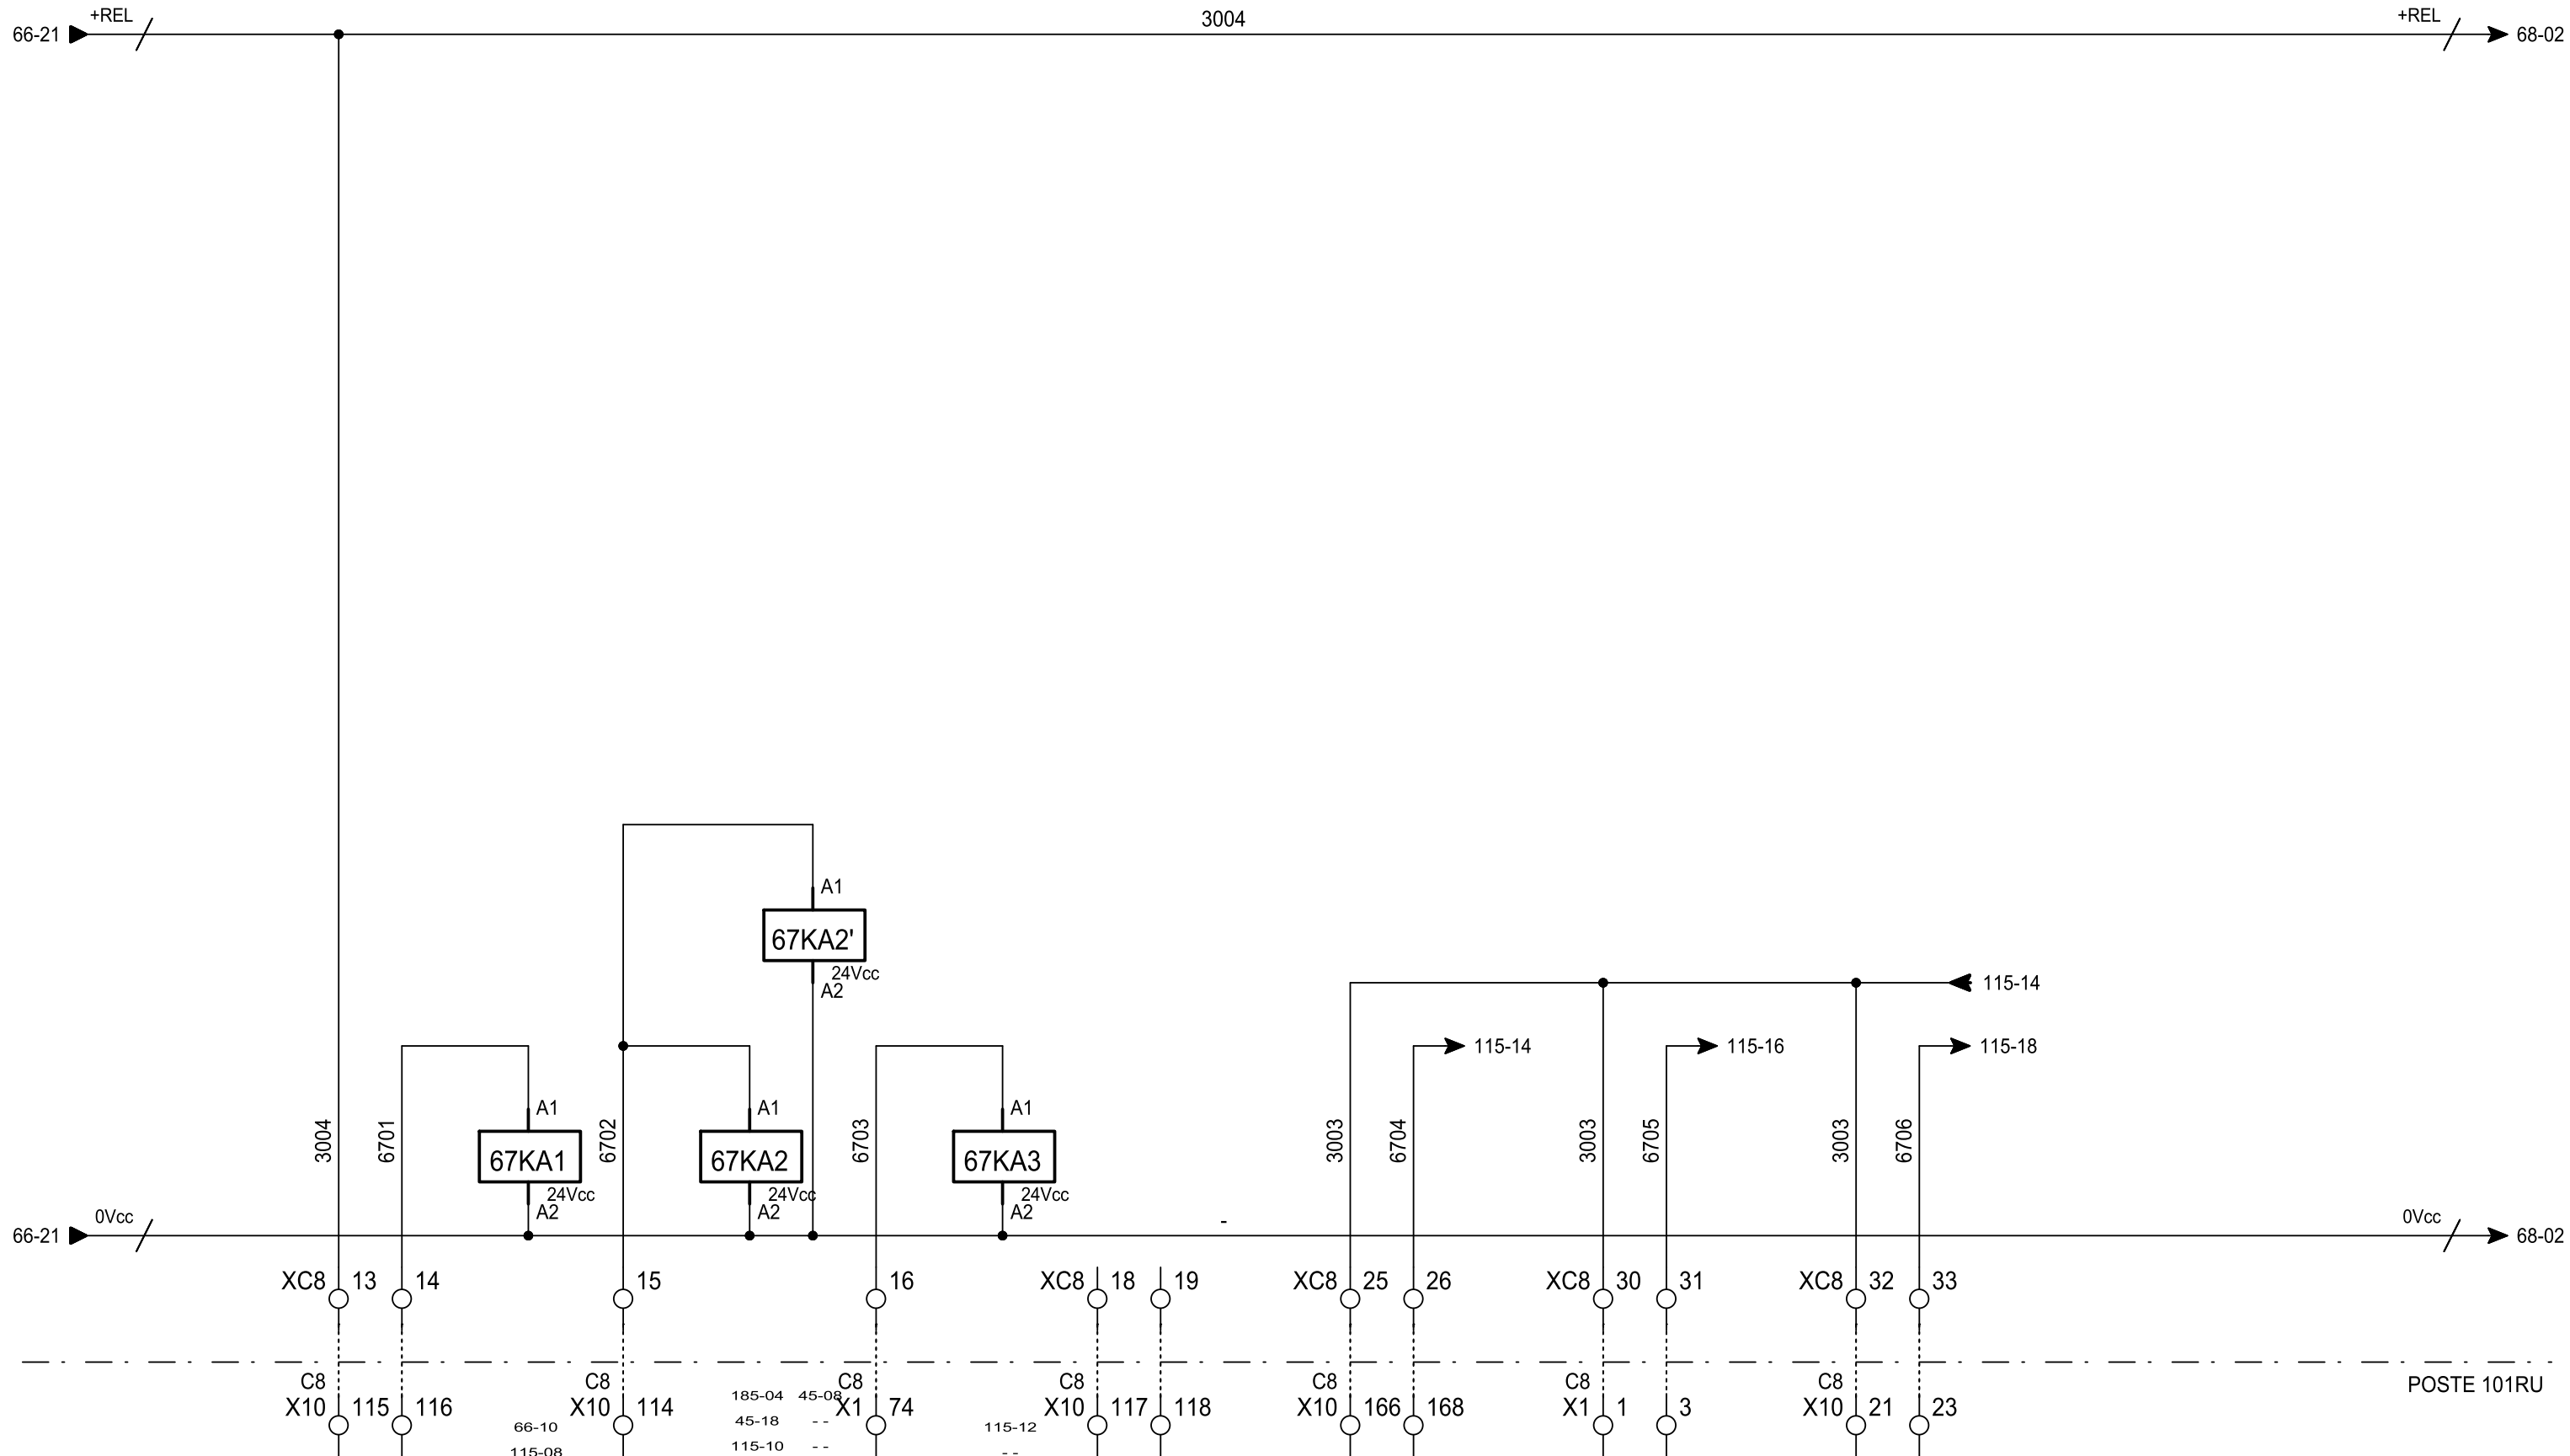 +REL 3004 +REL
66-21 68-02
A1
67KA2'
24Vcc
A2
115-14
115-14 115-16 115-18
A1 A1 A1
3004 6701 6702 6703 3003 6704 3003 6705 3003 6706
67KA1 67KA2 67KA3
24Vcc 24Vcc 24Vcc
A2 A2 A2
0Vcc - 0Vcc
66-21 68-02
XC8 13 14 15 16 XC8 18 19 XC8 25 26 XC8 30 31 XC8 32 33
C8 C8 C8 C8 C8 C8 C8
POSTE 101RU
185-04 45-08
X10 115 116 X10 114 X1 74 X10 117 118 X10 166 168 X1 1 3 X10 21 23
66-10 45-18 - - 115-12
115-08 115-10 - - - -